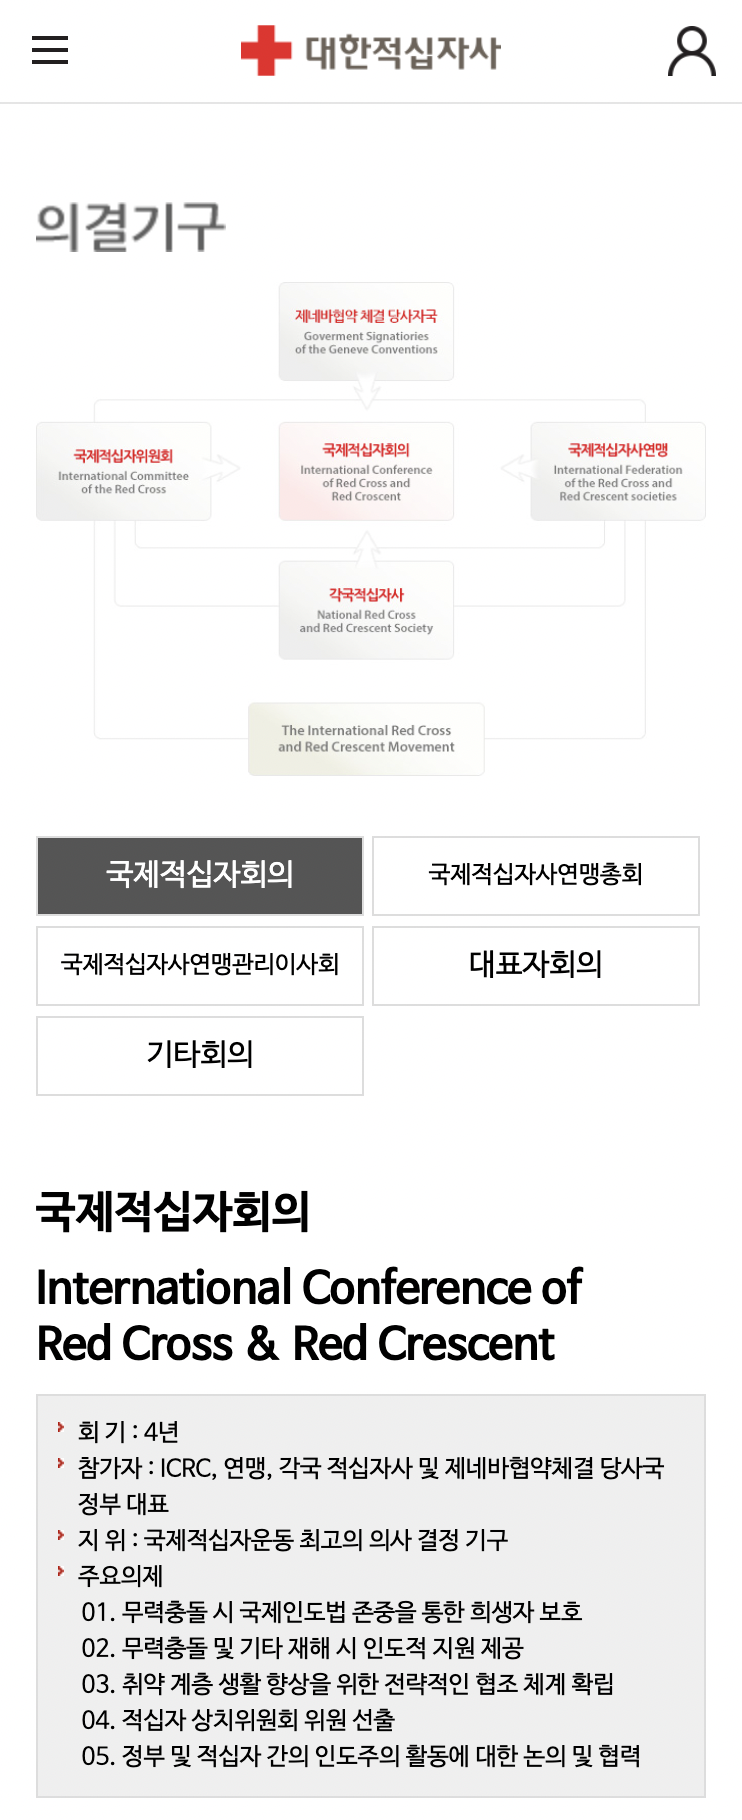 대한적십자사
의결기구
제네바협약 체결 당사자국
Goverment Signatiories
of the Geneve Conventions
국제적십자위원회
International Committee
of the Red Cross
국제적십자회의
International Conference
of Red Cross and
Red Croscent
국제적십자사연맹
International Federation
of the Red Cross and
Red Crescent societies
각국적십자사
National Red Cross
and Red Crescent Society
The International Red Cross
and Red Crescent Movement
국제적십자회의
국제적십자사연맹총회
국제적십자사연맹관리이사회
대표자회의
기타회의
국제적십자회의
International Conference of
Red Cross & Red Crescent
회 기 : 4년
참가자 : ICRC, 연맹, 각국 적십자사 및 제네바협약체결 당사국
정부 대표
지 위 : 국제적십자운동 최고의 의사 결정 기구
주요의제
01. 무력충돌 시 국제인도법 존중을 통한 희생자 보호
02. 무력충돌 및 기타 재해 시 인도적 지원 제공
03. 취약 계층 생활 향상을 위한 전략적인 협조 체계 확립
04. 적십자 상치위원회 위원 선출
05. 정부 및 적십자 간의 인도주의 활동에 대한 논의 및 협력